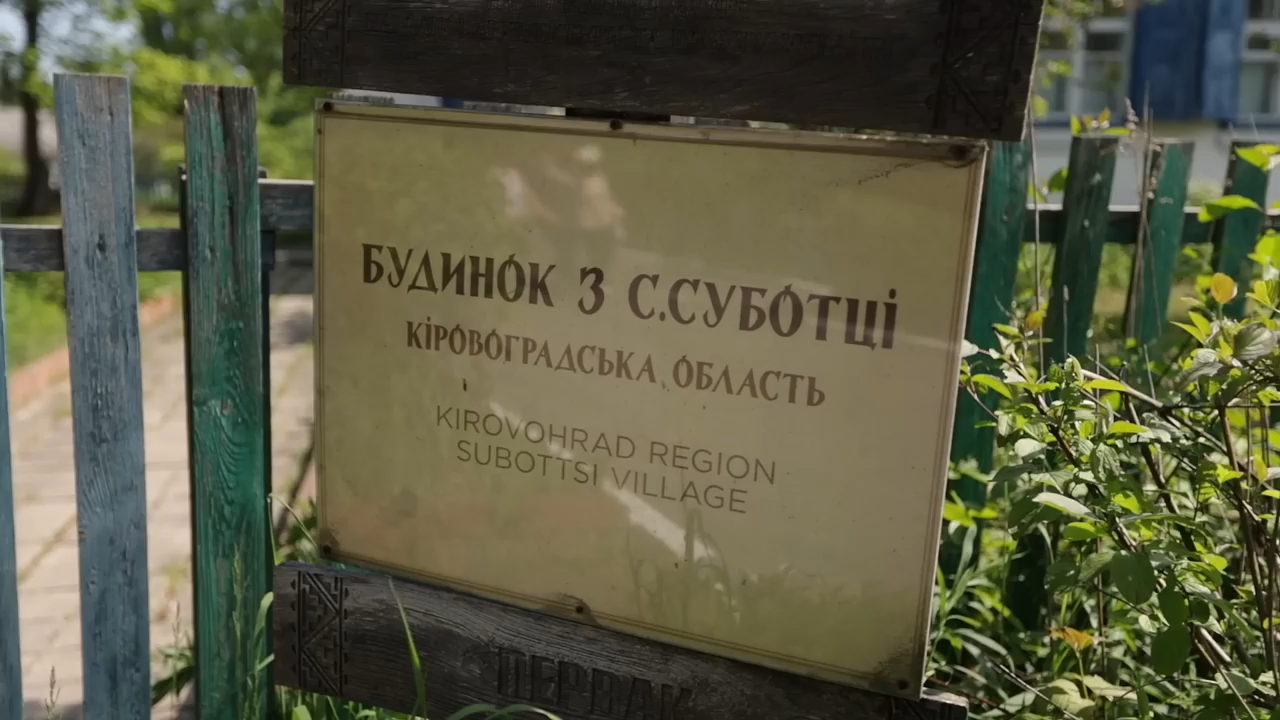 БУДИНОК З С.СУБОТЦІ
КІРОВОГРАДСЬКА ОБЛАСТЬ
KIROVOHRAD REGION
SUBOTTSI VILLAGE